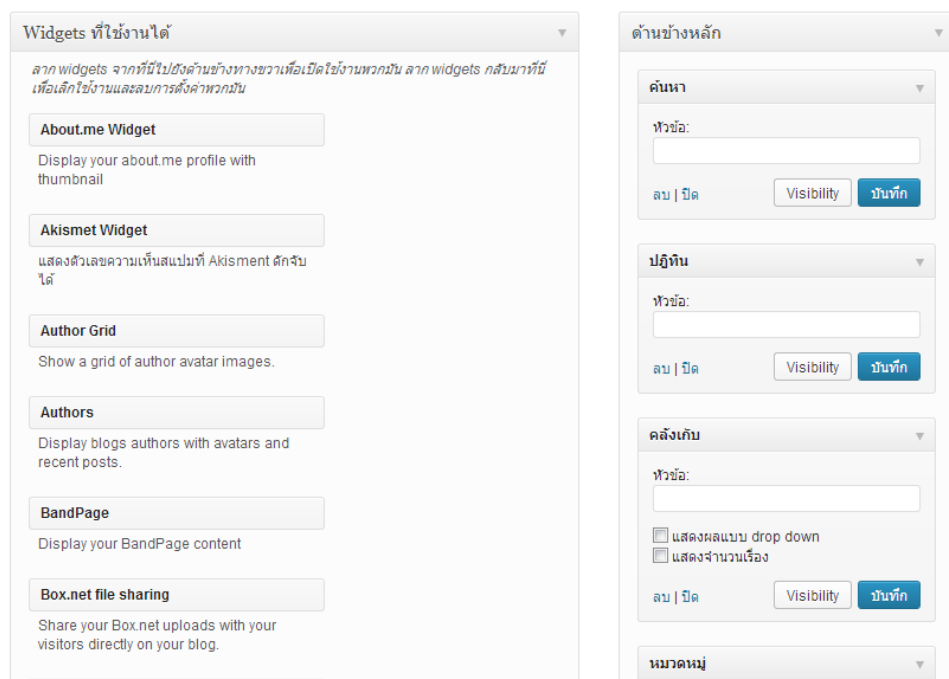 Widgets ที่ใช้งานได้
ลาก widgets จากที่นี่ไปยังด้านข้างทางขวาเพื่อเปิดใช้งานพวกมัน ลาก widgets กลับมาที่นี่
เพื่อเลิกใช้งานและลบการตั้งค่าพวกมัน
About.me Widget
Display your about.me profile with
thumbnail
Akismet Widget
แสดงตัวเลขความเห็นสแปมที่ Akisment ดักจับ
ได้
Author Grid
Show a grid of author avatar images.
Authors
Display blogs authors with avatars and
recent posts.
BandPage
Display your BandPage content
Box.net file sharing
Share your Box.net uploads with your
visitors directly on your blog.
ด้านข้างหลัก
ค้นหา
หัวข้อ:
ลบ | ปิด
Visibility
บันทึก
ปฏิทิน
หัวข้อ:
ลบ | ปิด
Visibility
บันทึก
คลังเก็บ
หัวข้อ:
แสดงผลแบบ drop down
แสดงจำนวนเรื่อง
ลบ | ปิด
Visibility
บันทึก
หมวดหมู่